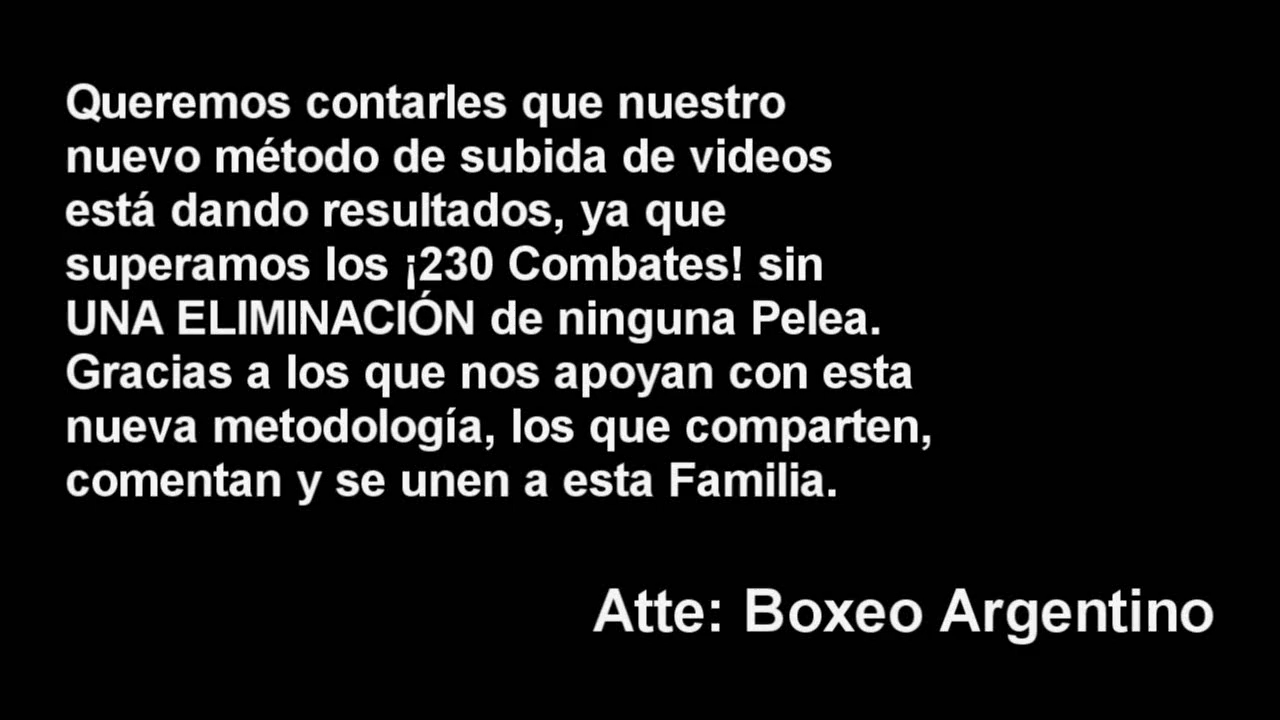 Queremos contarles que nuestro
nuevo método de subida de videos
está dando resultados, ya que
superamos los ¡230 Combates! sin
UNA ELIMINACIÓN de ninguna Pelea.
Gracias a los que nos apoyan con esta
nueva metodología, los que comparten,
comentan y se unen a esta Familia.
Atte: Boxeo Argentino